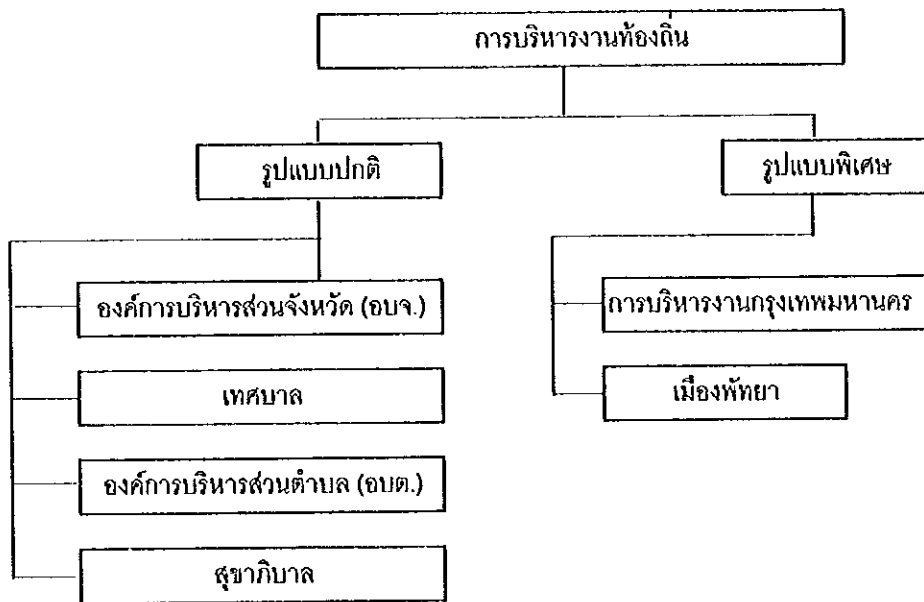 การบริหารงานท้องถิ่น
รูปแบบปกติ
รูปแบบพิเศษ
องค์การบริหารส่วนจังหวัด (อบจ.)
การบริหารงานกรุงเทพมหานคร
เทศบาล
เมืองพัทยา
องค์การบริหารส่วนตำบล (อบต.)
สุขาภิบาล